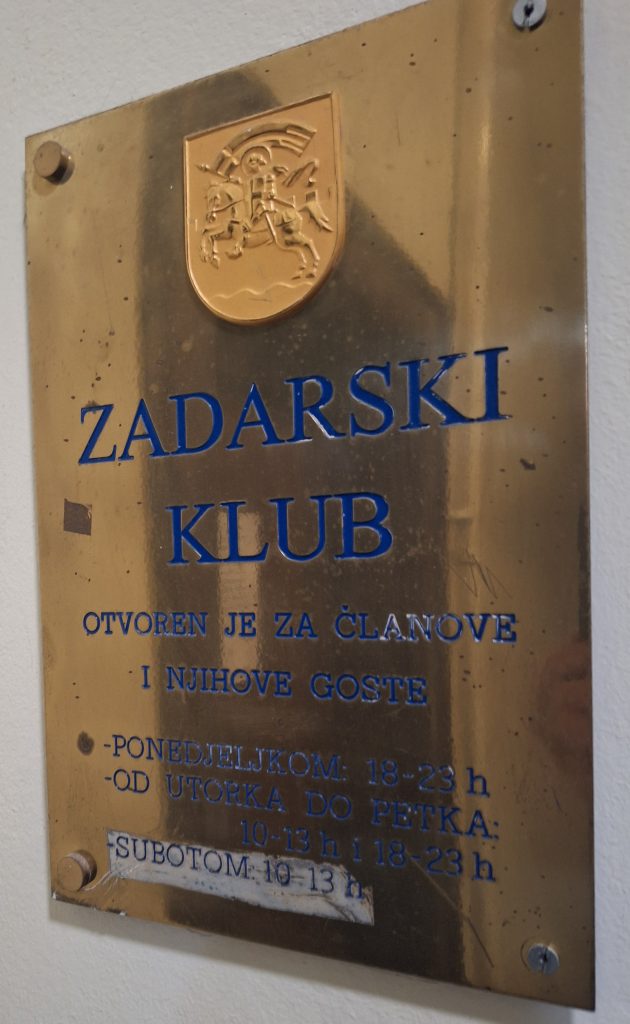 ZADARSKI
KLUB
OTVOREN JE ZA ČLANOVE
I NJIHOVE GOSTE
-PONEDJELJKOM: 18-23 h
-OD UTORKA DO PETKA:
10-13 h i 18-23 h
-SUBOTOM: 10-13 h